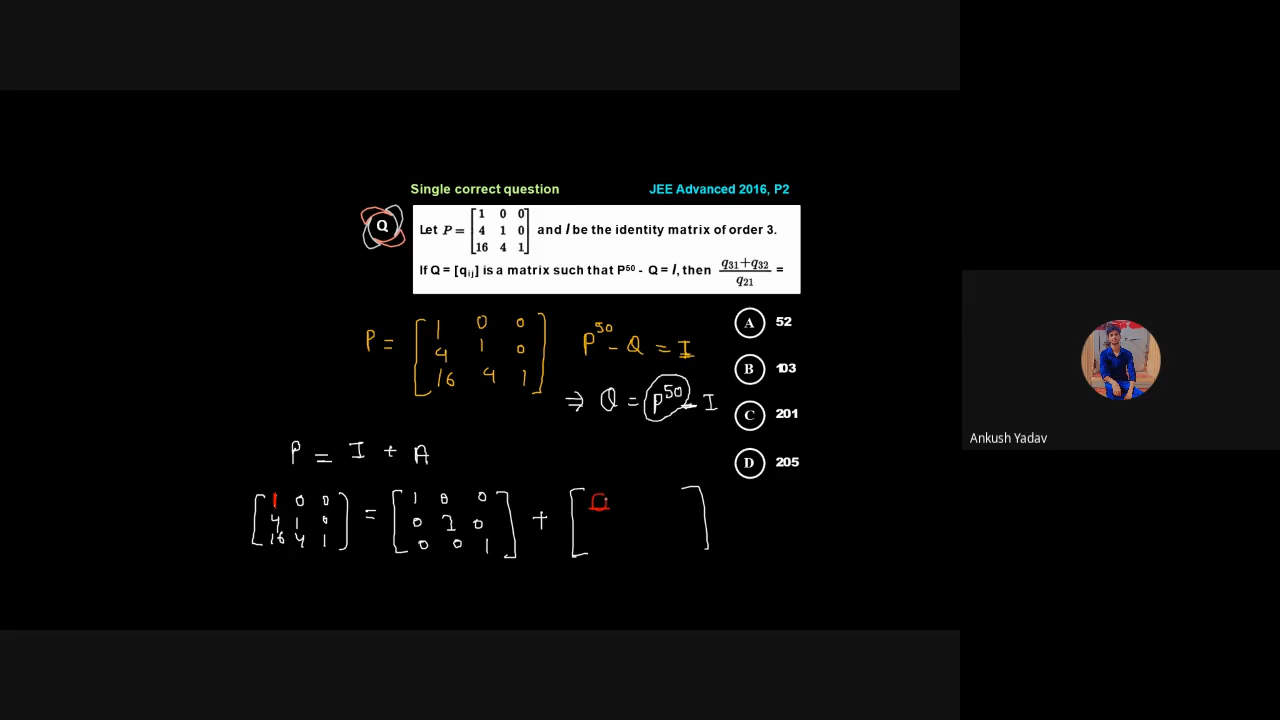 Single correct question JEE Advanced 2016, P2
Q
Let P = [1 0 0
4 1 0
16 4 1] and I be the identity matrix of order 3.
If Q = [qᵢⱼ] is a matrix such that P⁵⁰ - Q = I, then (q₃₁+q₃₂)/q₂₁ =
A 52
B 103
C 201
D 205
P = [1 0 0
4 1 0
16 4 1]
P⁵⁰ - Q = I
⇒ Q = P⁵⁰ - I
P = I + A
[1 0 0
4 1 0
16 4 1] = [1 0 0
0 1 0
0 0 1] + [ ]
Ankush Yadav